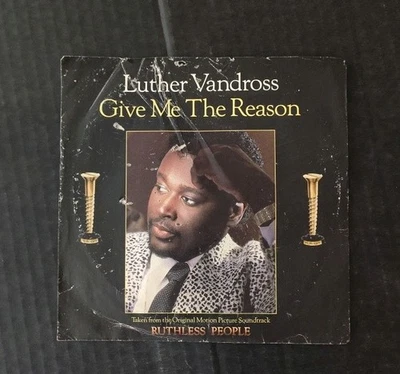 Luther Vandross
Give Me The Reason
Taken from the Original Motion Picture Soundtrack
RUTHLESS PEOPLE